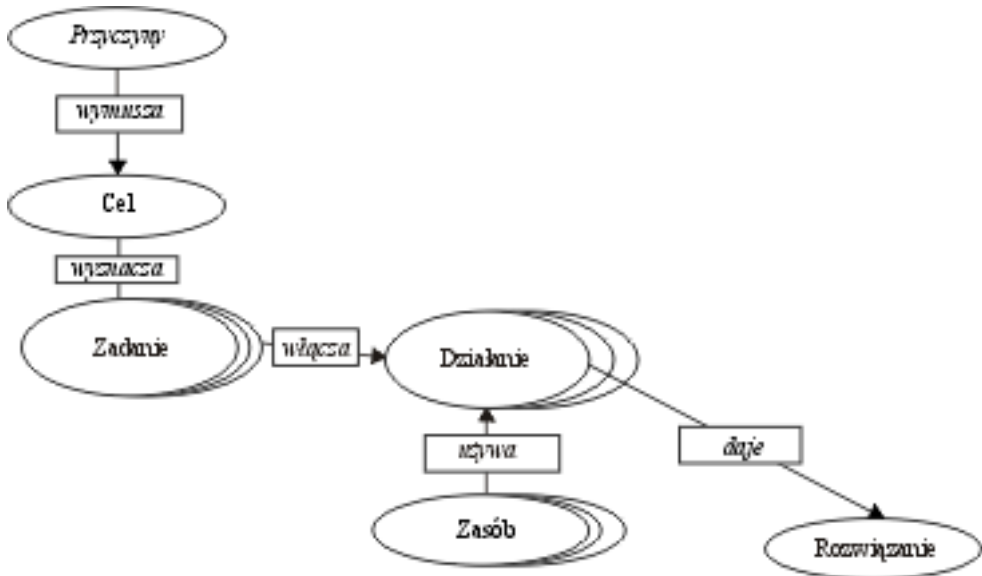 Przyczyny
wymusza
Cel
wyznacza
Zadanie
włącza
Działanie
używa
daje
Zasób
Rozwiązanie